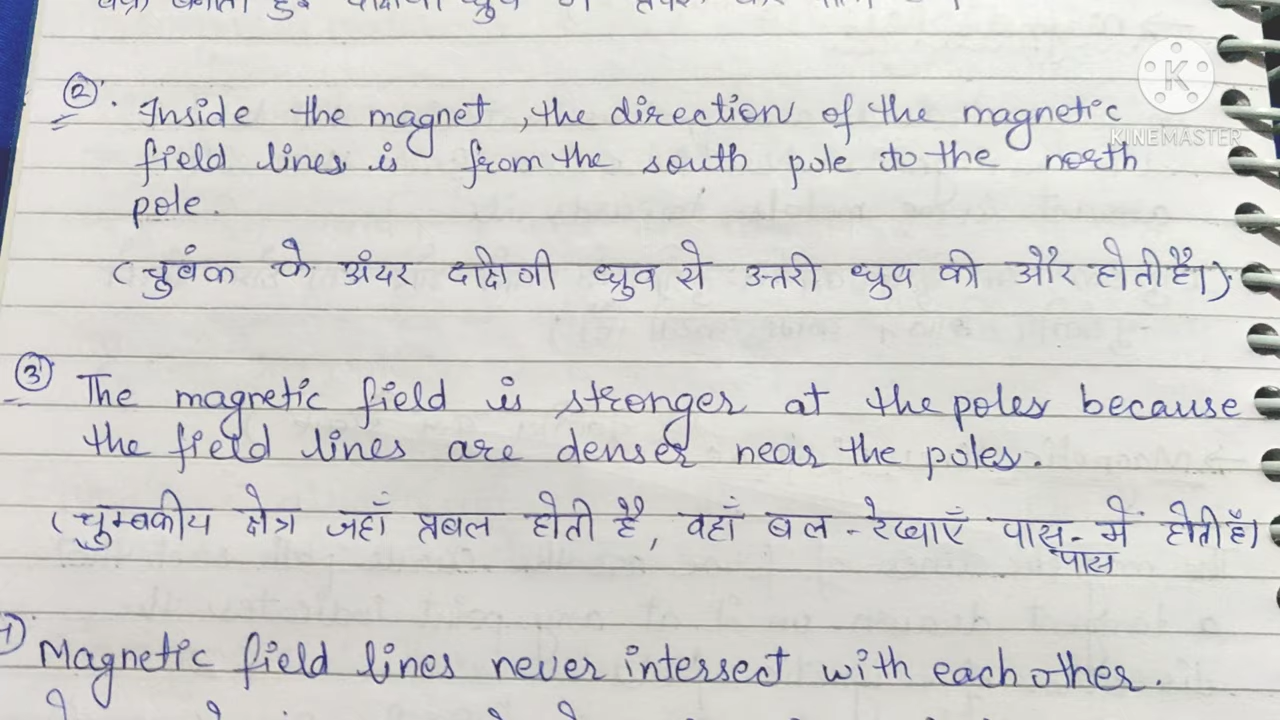 ②. Inside the magnet, the direction of the magnetic
field lines is from the south pole to the north
pole.
(चुबंक के अंदर दक्षिणी ध्रुव से उत्तरी ध्रुव की और होती है।)
③ The magnetic field is stronger at the poles because
the field lines are denser near the poles.
(चुम्बकीय क्षेत्र जहाँ प्रबल होती है, वहाँ बल-रेखाएँ पास-पास में होती हैं।
Magnetic field lines never intersect with each other.
K
KINEMASTER